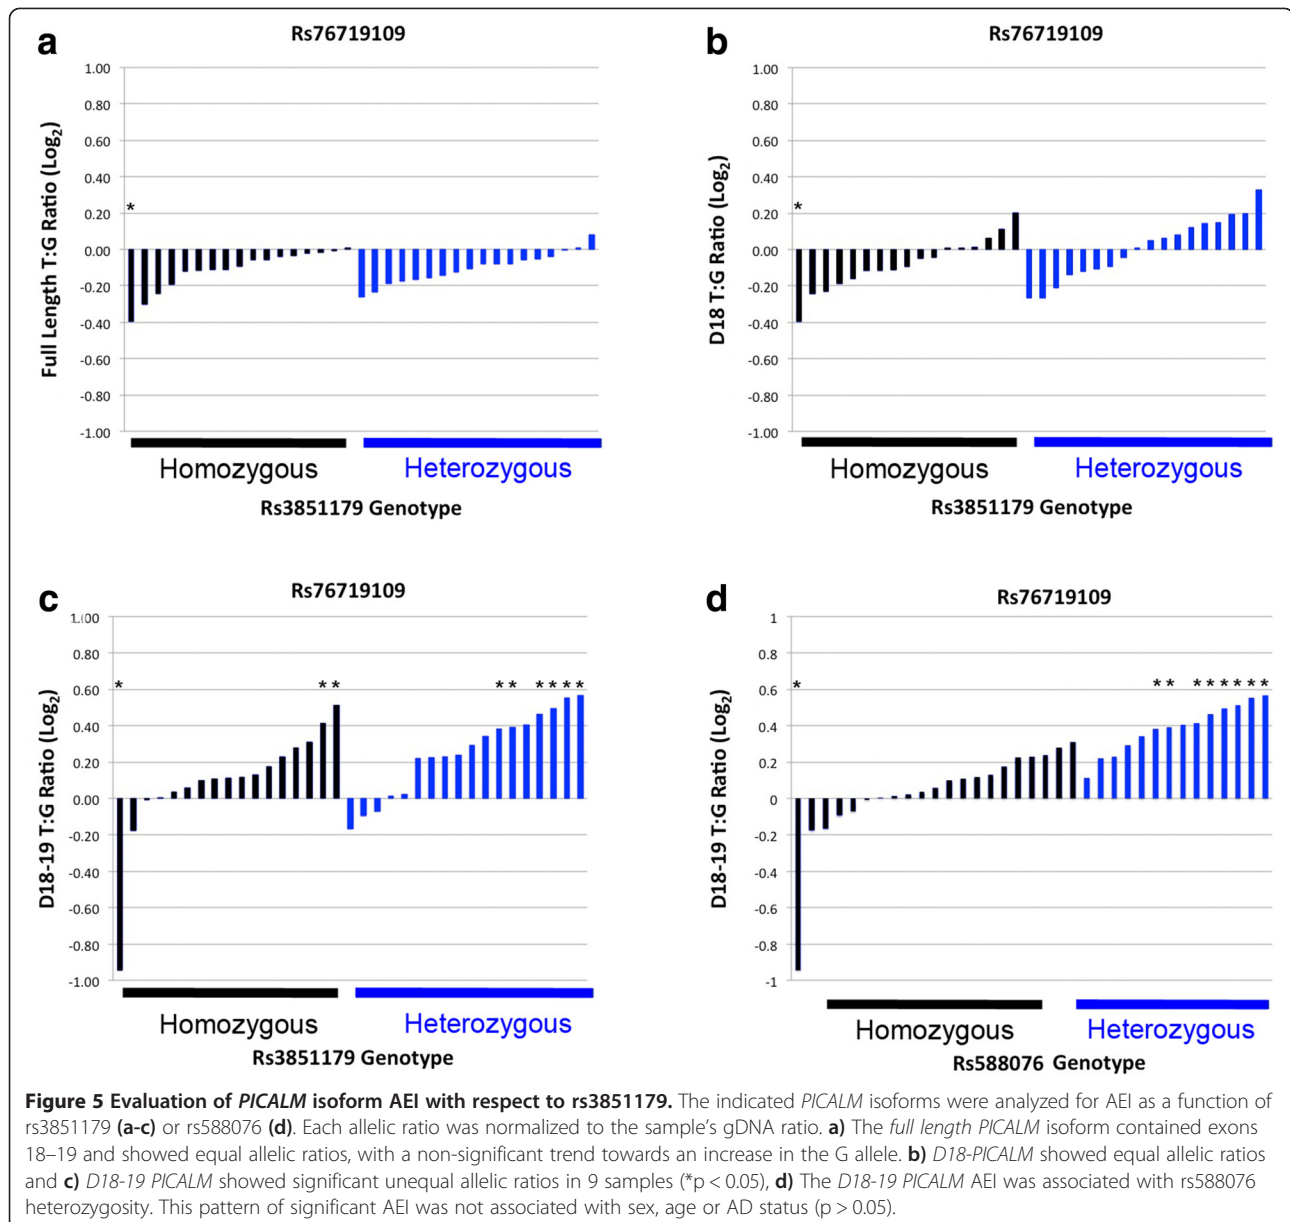 a
Rs76719109
1.00
0.80
0.60
0.40
0.20
0.00
-0.20
-0.40
-0.60
-0.80
-1.00
Full Length T:G Ratio (Log2)
*
Homozygous
Heterozygous
Rs3851179 Genotype
b
Rs76719109
1.00
0.80
0.60
0.40
0.20
0.00
-0.20
-0.40
-0.60
-0.80
-1.00
D18 T:G Ratio (Log2)
*
Homozygous
Heterozygous
Rs3851179 Genotype
c
Rs76719109
1.00
0.80
0.60
0.40
0.20
0.00
-0.20
-0.40
-0.60
-0.80
-1.00
D18-19 T:G Ratio (Log2)
* * * * * * * * *
Homozygous
Heterozygous
Rs3851179 Genotype
d
Rs76719109
1
0.8
0.6
0.4
0.2
0
-0.2
-0.4
-0.6
-0.8
-1
D18-19 T:G Ratio (Log2)
* * * * * * * * *
Homozygous
Heterozygous
Rs588076 Genotype
Figure 5 Evaluation of PICALM isoform AEI with respect to rs3851179. The indicated PICALM isoforms were analyzed for AEI as a function of
rs3851179 (a-c) or rs588076 (d). Each allelic ratio was normalized to the sample's gDNA ratio. a) The full length PICALM isoform contained exons
18–19 and showed equal allelic ratios, with a non-significant trend towards an increase in the G allele. b) D18-PICALM showed equal allelic ratios
and c) D18-19 PICALM showed significant unequal allelic ratios in 9 samples (*p < 0.05), d) The D18-19 PICALM AEI was associated with rs588076
heterozygosity. This pattern of significant AEI was not associated with sex, age or AD status (p > 0.05).